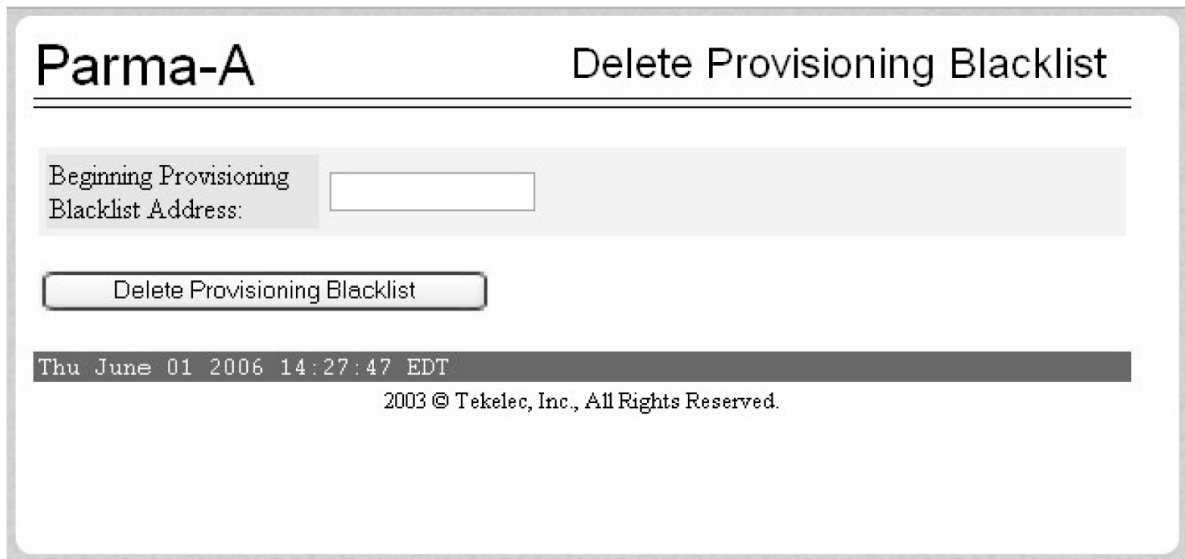 Parma-A
Delete Provisioning Blacklist
Beginning Provisioning
Blacklist Address:
Delete Provisioning Blacklist
Thu June 01 2006 14:27:47 EDT
2003 © Tekelec, Inc., All Rights Reserved.